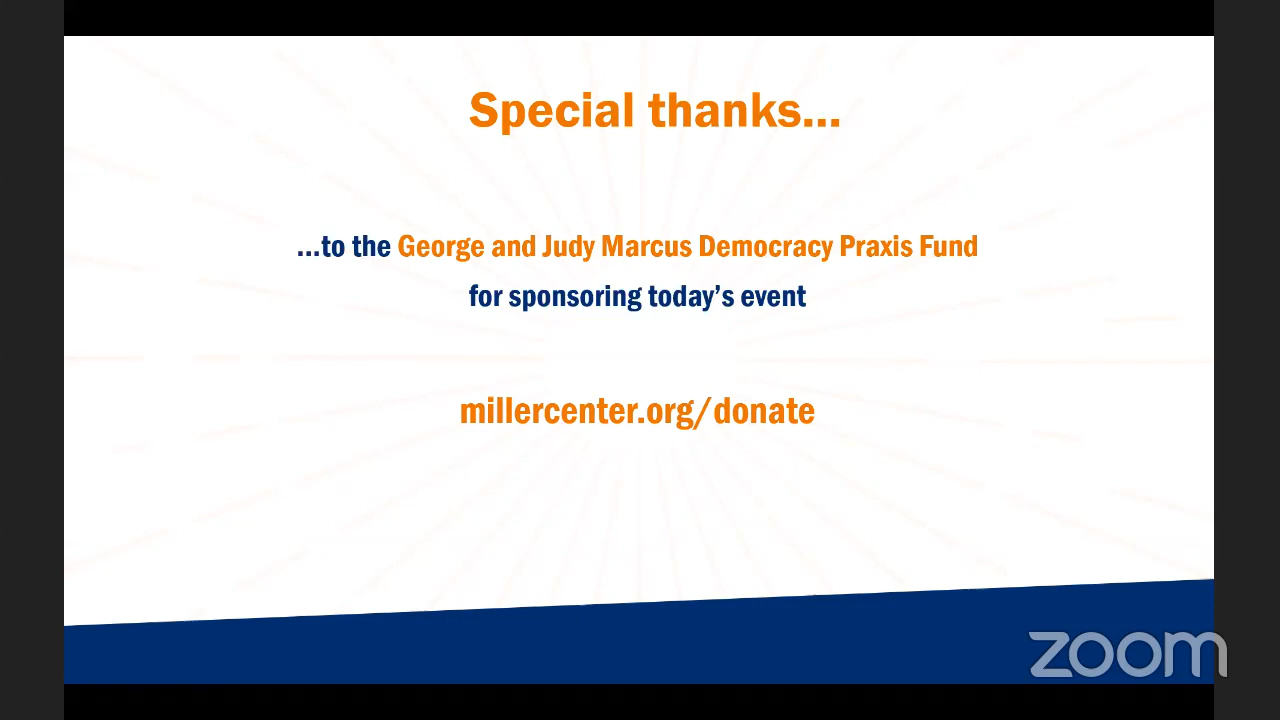 Special thanks...
...to the George and Judy Marcus Democracy Praxis Fund
for sponsoring today’s event
millercenter.org/donate
zoom